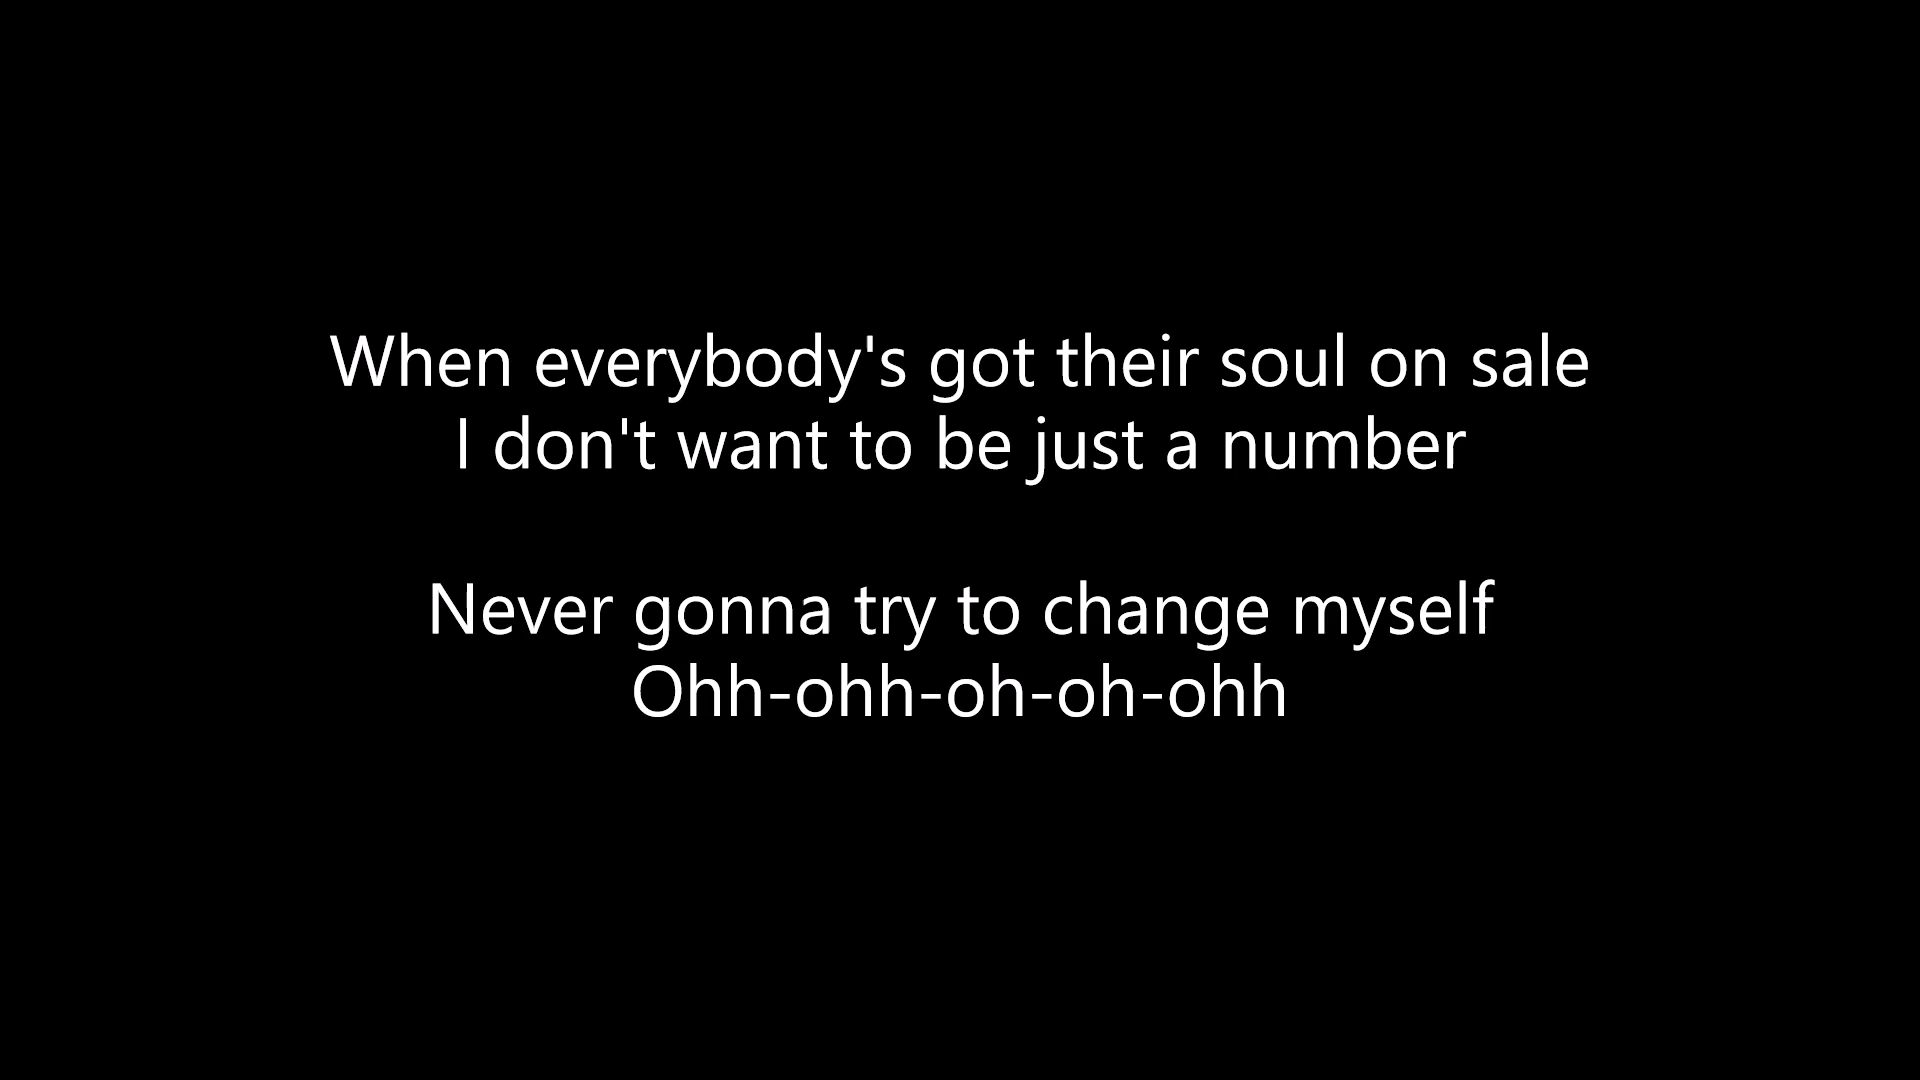 When everybody's got their soul on sale
I don't want to be just a number
Never gonna try to change myself
Ohh-ohh-oh-oh-ohh